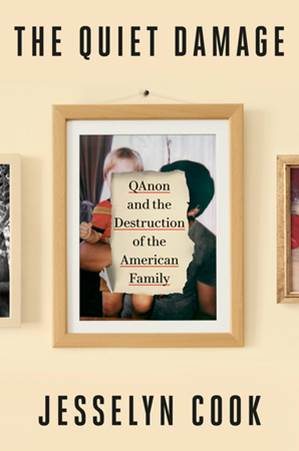 THE QUIET DAMAGE
QAnon
and the
Destruction
of the
American
Family
JESSELYN COOK